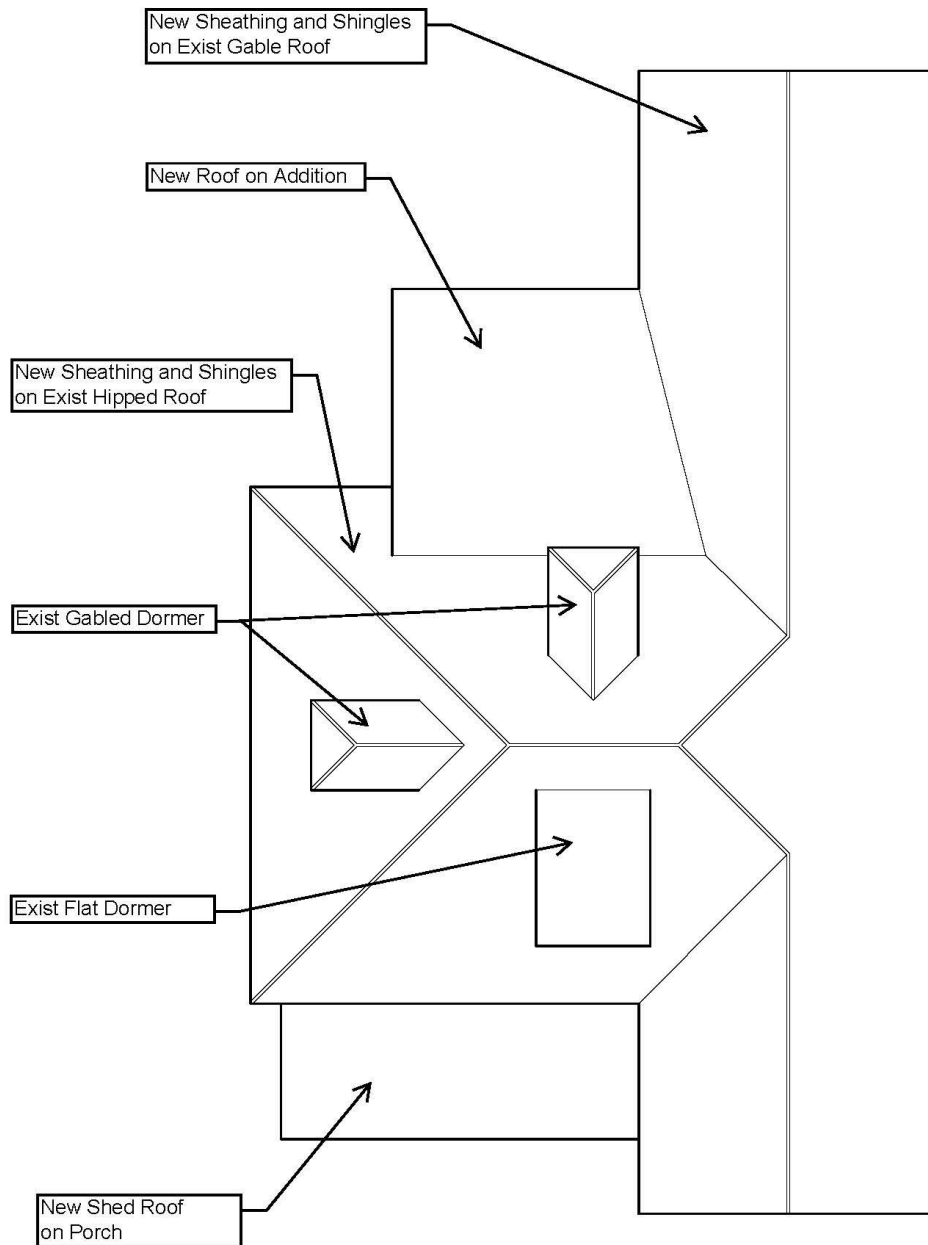 New Sheathing and Shingles
on Exist Gable Roof
New Roof on Addition
New Sheathing and Shingles
on Exist Hipped Roof
Exist Gabled Dormer
Exist Flat Dormer
New Shed Roof
on Porch